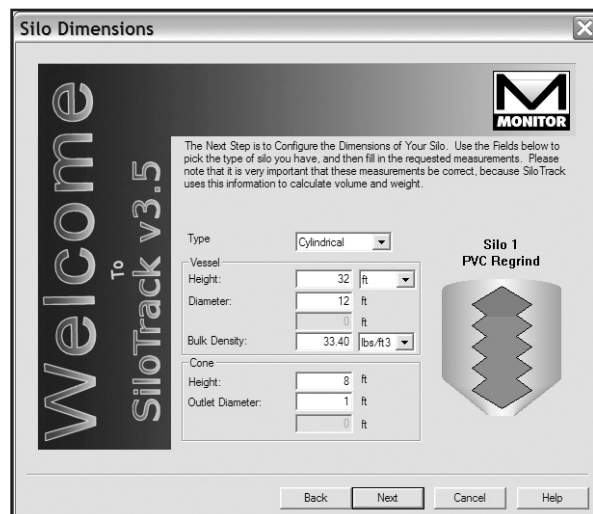 Silo Dimensions
MONITOR
Welcome
To
SiloTrack v3.5
The Next Step is to Configure the Dimensions of Your Silo. Use the Fields below to
pick the type of silo you have, and then fill in the requested measurements. Please
note that it is very important that these measurements be correct, because SiloTrack
uses this information to calculate volume and weight.
Type Cylindrical
Vessel
Height: 32 ft
Diameter: 12 ft
0 ft
Bulk Density: 33.40 lbs/ft3
Cone
Height: 8 ft
Outlet Diameter: 1 ft
0 ft
Silo 1
PVC Regrind
Back Next Cancel Help